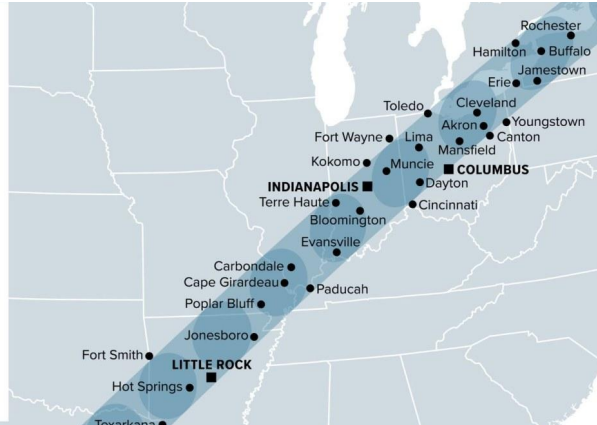 Rochester
Hamilton
Buffalo
Jamestown
Erie
Cleveland
Toledo
Akron
Youngstown
Fort Wayne
Lima
Canton
Mansfield
Kokomo
Muncie
COLUMBUS
INDIANAPOLIS
Dayton
Terre Haute
Cincinnati
Bloomington
Evansville
Carbondale
Cape Girardeau
Paducah
Poplar Bluff
Jonesboro
Fort Smith
LITTLE ROCK
Hot Springs
Texarkana